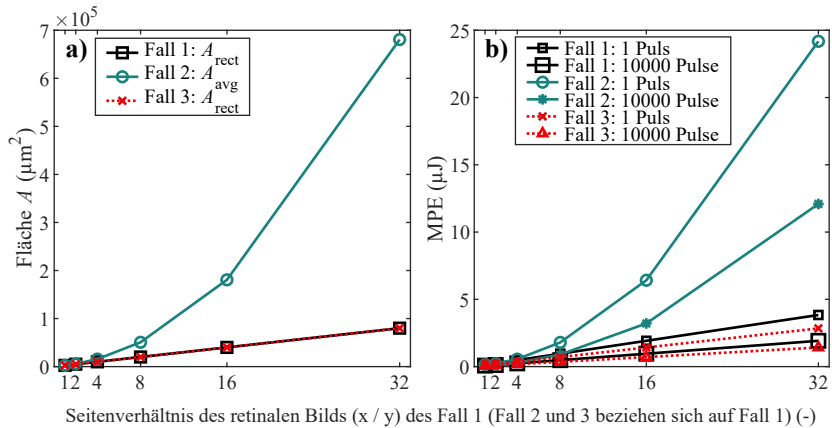 ×10⁵
a)
Fall 1: A_rect
Fall 2: A_avg
Fall 3: A_rect
7
6
5
4
3
2
1
0
Fläche A (µm²)
1 2 4 8 16 32
b)
Fall 1: 1 Puls
Fall 1: 10000 Pulse
Fall 2: 1 Puls
Fall 2: 10000 Pulse
Fall 3: 1 Puls
Fall 3: 10000 Pulse
25
20
15
10
5
0
MPE (µJ)
1 2 4 8 16 32
Seitenverhältnis des retinalen Bilds (x / y) des Fall 1 (Fall 2 und 3 beziehen sich auf Fall 1) (-)